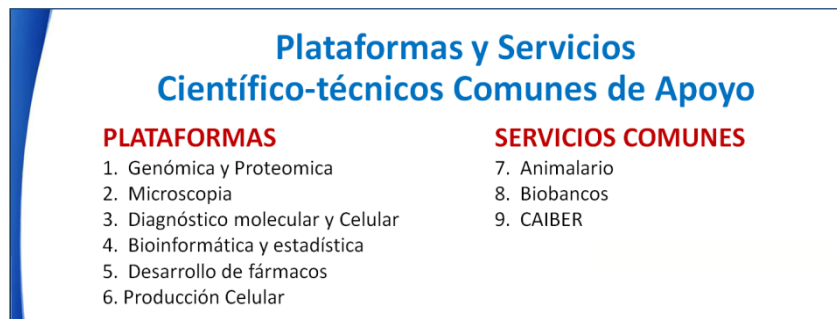 Plataformas y Servicios
Científico-técnicos Comunes de Apoyo
PLATAFORMAS
1. Genómica y Proteomica
2. Microscopia
3. Diagnóstico molecular y Celular
4. Bioinformática y estadística
5. Desarrollo de fármacos
6. Producción Celular
SERVICIOS COMUNES
7. Animalario
8. Biobancos
9. CAIBER